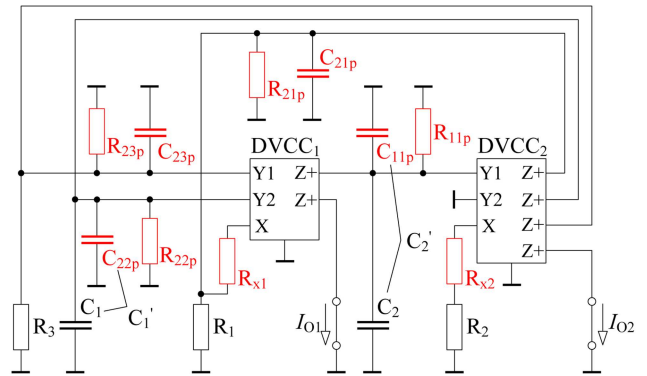 C21p
R21p
R23p
C23p
DVCC1
C11p
R11p
DVCC2
Y1 Z+
Y1 Z+
Y2 Z+
Y2 Z+
X
X Z+
Z+
C22p
R22p
Rx1
C2'
Rx2
C1
C1'
R3
R1
IO1
C2
R2
IO2